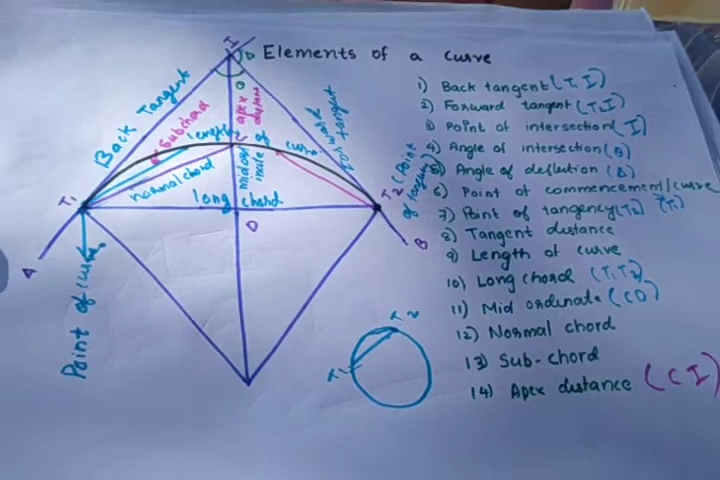 Elements of a curve
1) Back tangent (T₁I)
2) Forward tangent (T₂I)
3) Point of intersection (I)
4) Angle of intersection (θ)
5) Angle of deflection (Δ)
6) Point of commencement/curve (T₁)
7) Point of tangency (T₂)
8) Tangent distance
9) Length of curve
10) Long chord (T₁T₂)
11) Mid ordinate (CD)
12) Normal chord
13) Sub-chord
14) Apex distance (CI)
I
Back Tangent
Subchord
length of curve
normal chord
apex
mid ordinate
Forward tangent
long chord
T₁
T₂ (Point of tangency)
C
D
A
B
Point of curve
T₁
T₂